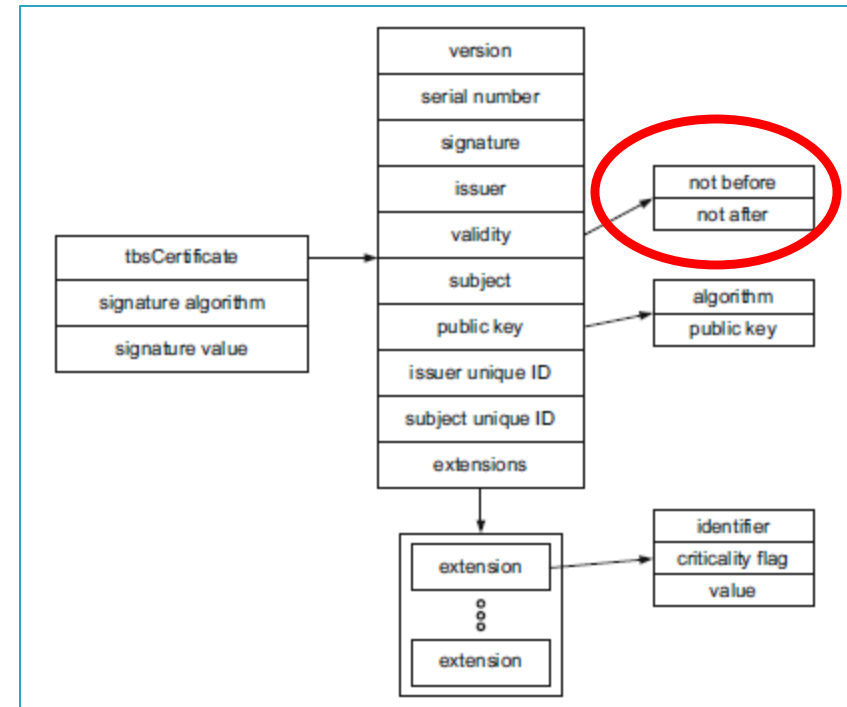 tbsCertificate
signature algorithm
signature value
version
serial number
signature
issuer
validity
subject
public key
issuer unique ID
subject unique ID
extensions
not before
not after
algorithm
public key
extension
extension
identifier
criticality flag
value